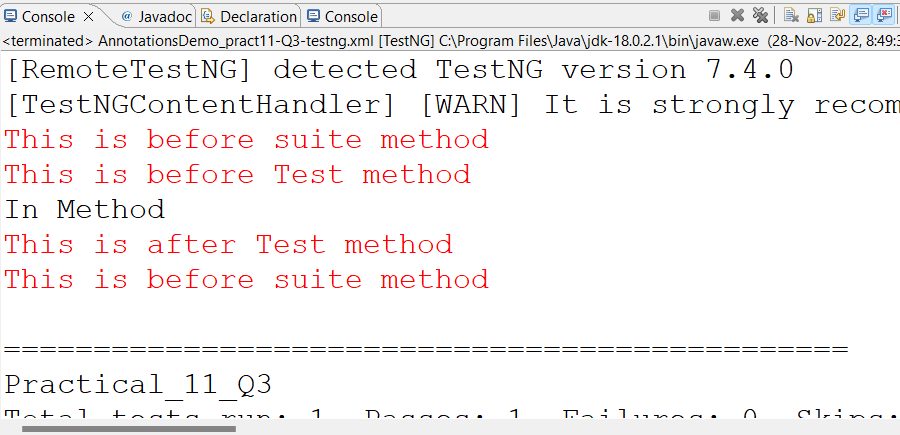 Console @ Javadoc Declaration Console
<terminated> AnnotationsDemo_pract11-Q3-testng.xml [TestNG] C:\Program Files\Java\jdk-18.0.2.1\bin\javaw.exe (28-Nov-2022, 8:49:3
[RemoteTestNG] detected TestNG version 7.4.0
[TestNGContentHandler] [WARN] It is strongly recom
This is before suite method
This is before Test method
In Method
This is after Test method
This is before suite method
===============================================
Practical_11_Q3
Total tests run: 1, Passes: 1, Failures: 0, Skips: